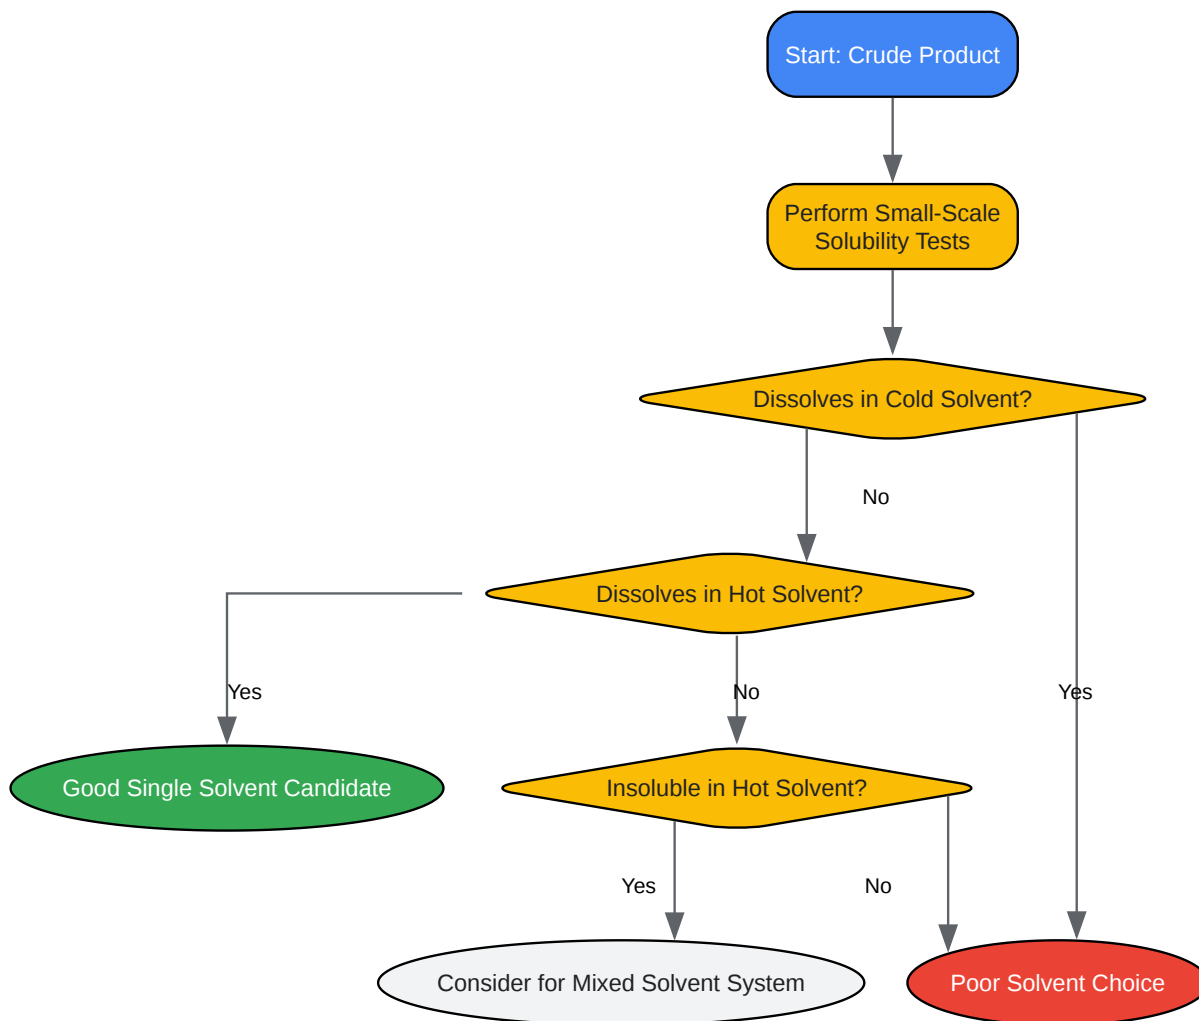 Start: Crude Product
Perform Small-Scale
Solubility Tests
Dissolves in Cold Solvent?
No
Dissolves in Hot Solvent?
Yes
No
Yes
Good Single Solvent Candidate
Insoluble in Hot Solvent?
Yes
No
Consider for Mixed Solvent System
Poor Solvent Choice